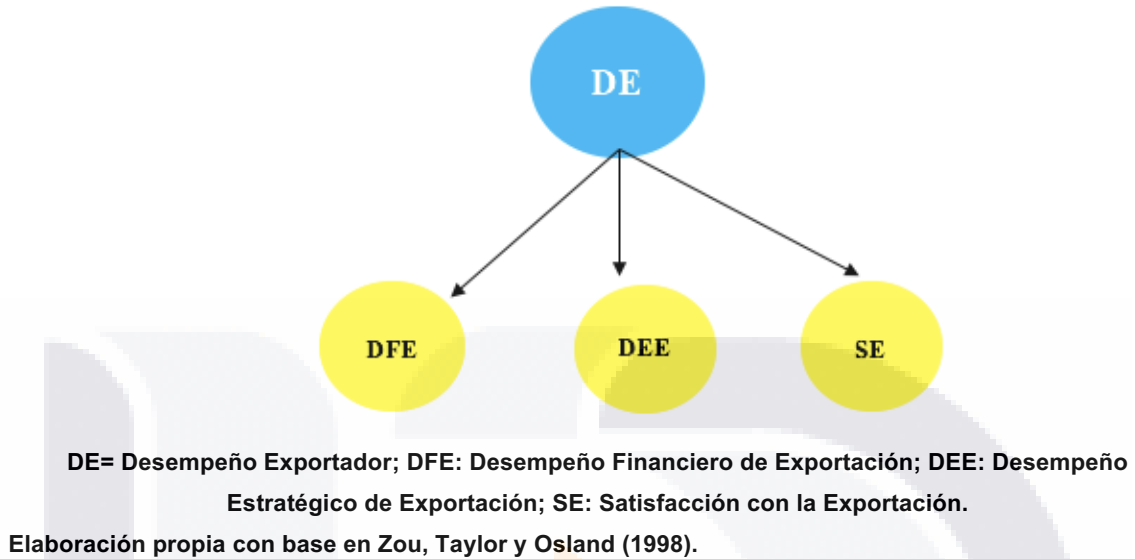 DE
DFE
DEE
SE
DE= Desempeño Exportador; DFE: Desempeño Financiero de Exportación; DEE: Desempeño
Estratégico de Exportación; SE: Satisfacción con la Exportación.
Elaboración propia con base en Zou, Taylor y Osland (1998).